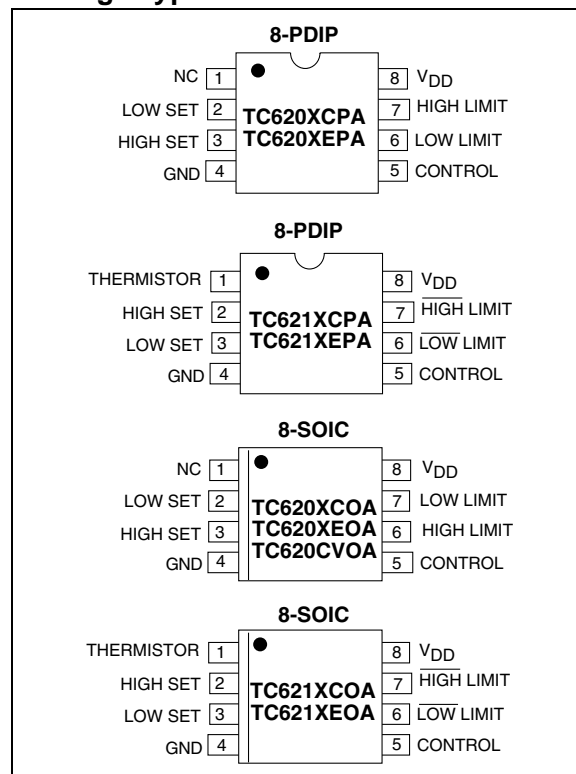 8-PDIP
NC 1 8 VDD
LOW SET 2 TC620XCPA 7 HIGH LIMIT
HIGH SET 3 TC620XEPA 6 LOW LIMIT
GND 4 5 CONTROL
8-PDIP
THERMISTOR 1 8 VDD
HIGH SET 2 TC621XCPA 7 HIGH LIMIT
LOW SET 3 TC621XEPA 6 LOW LIMIT
GND 4 5 CONTROL
8-SOIC
NC 1 8 VDD
LOW SET 2 TC620XCOA 7 LOW LIMIT
HIGH SET 3 TC620XEOA 6 HIGH LIMIT
TC620CVOA
GND 4 5 CONTROL
8-SOIC
THERMISTOR 1 8 VDD
HIGH SET 2 TC621XCOA 7 HIGH LIMIT
LOW SET 3 TC621XEOA 6 LOW LIMIT
GND 4 5 CONTROL